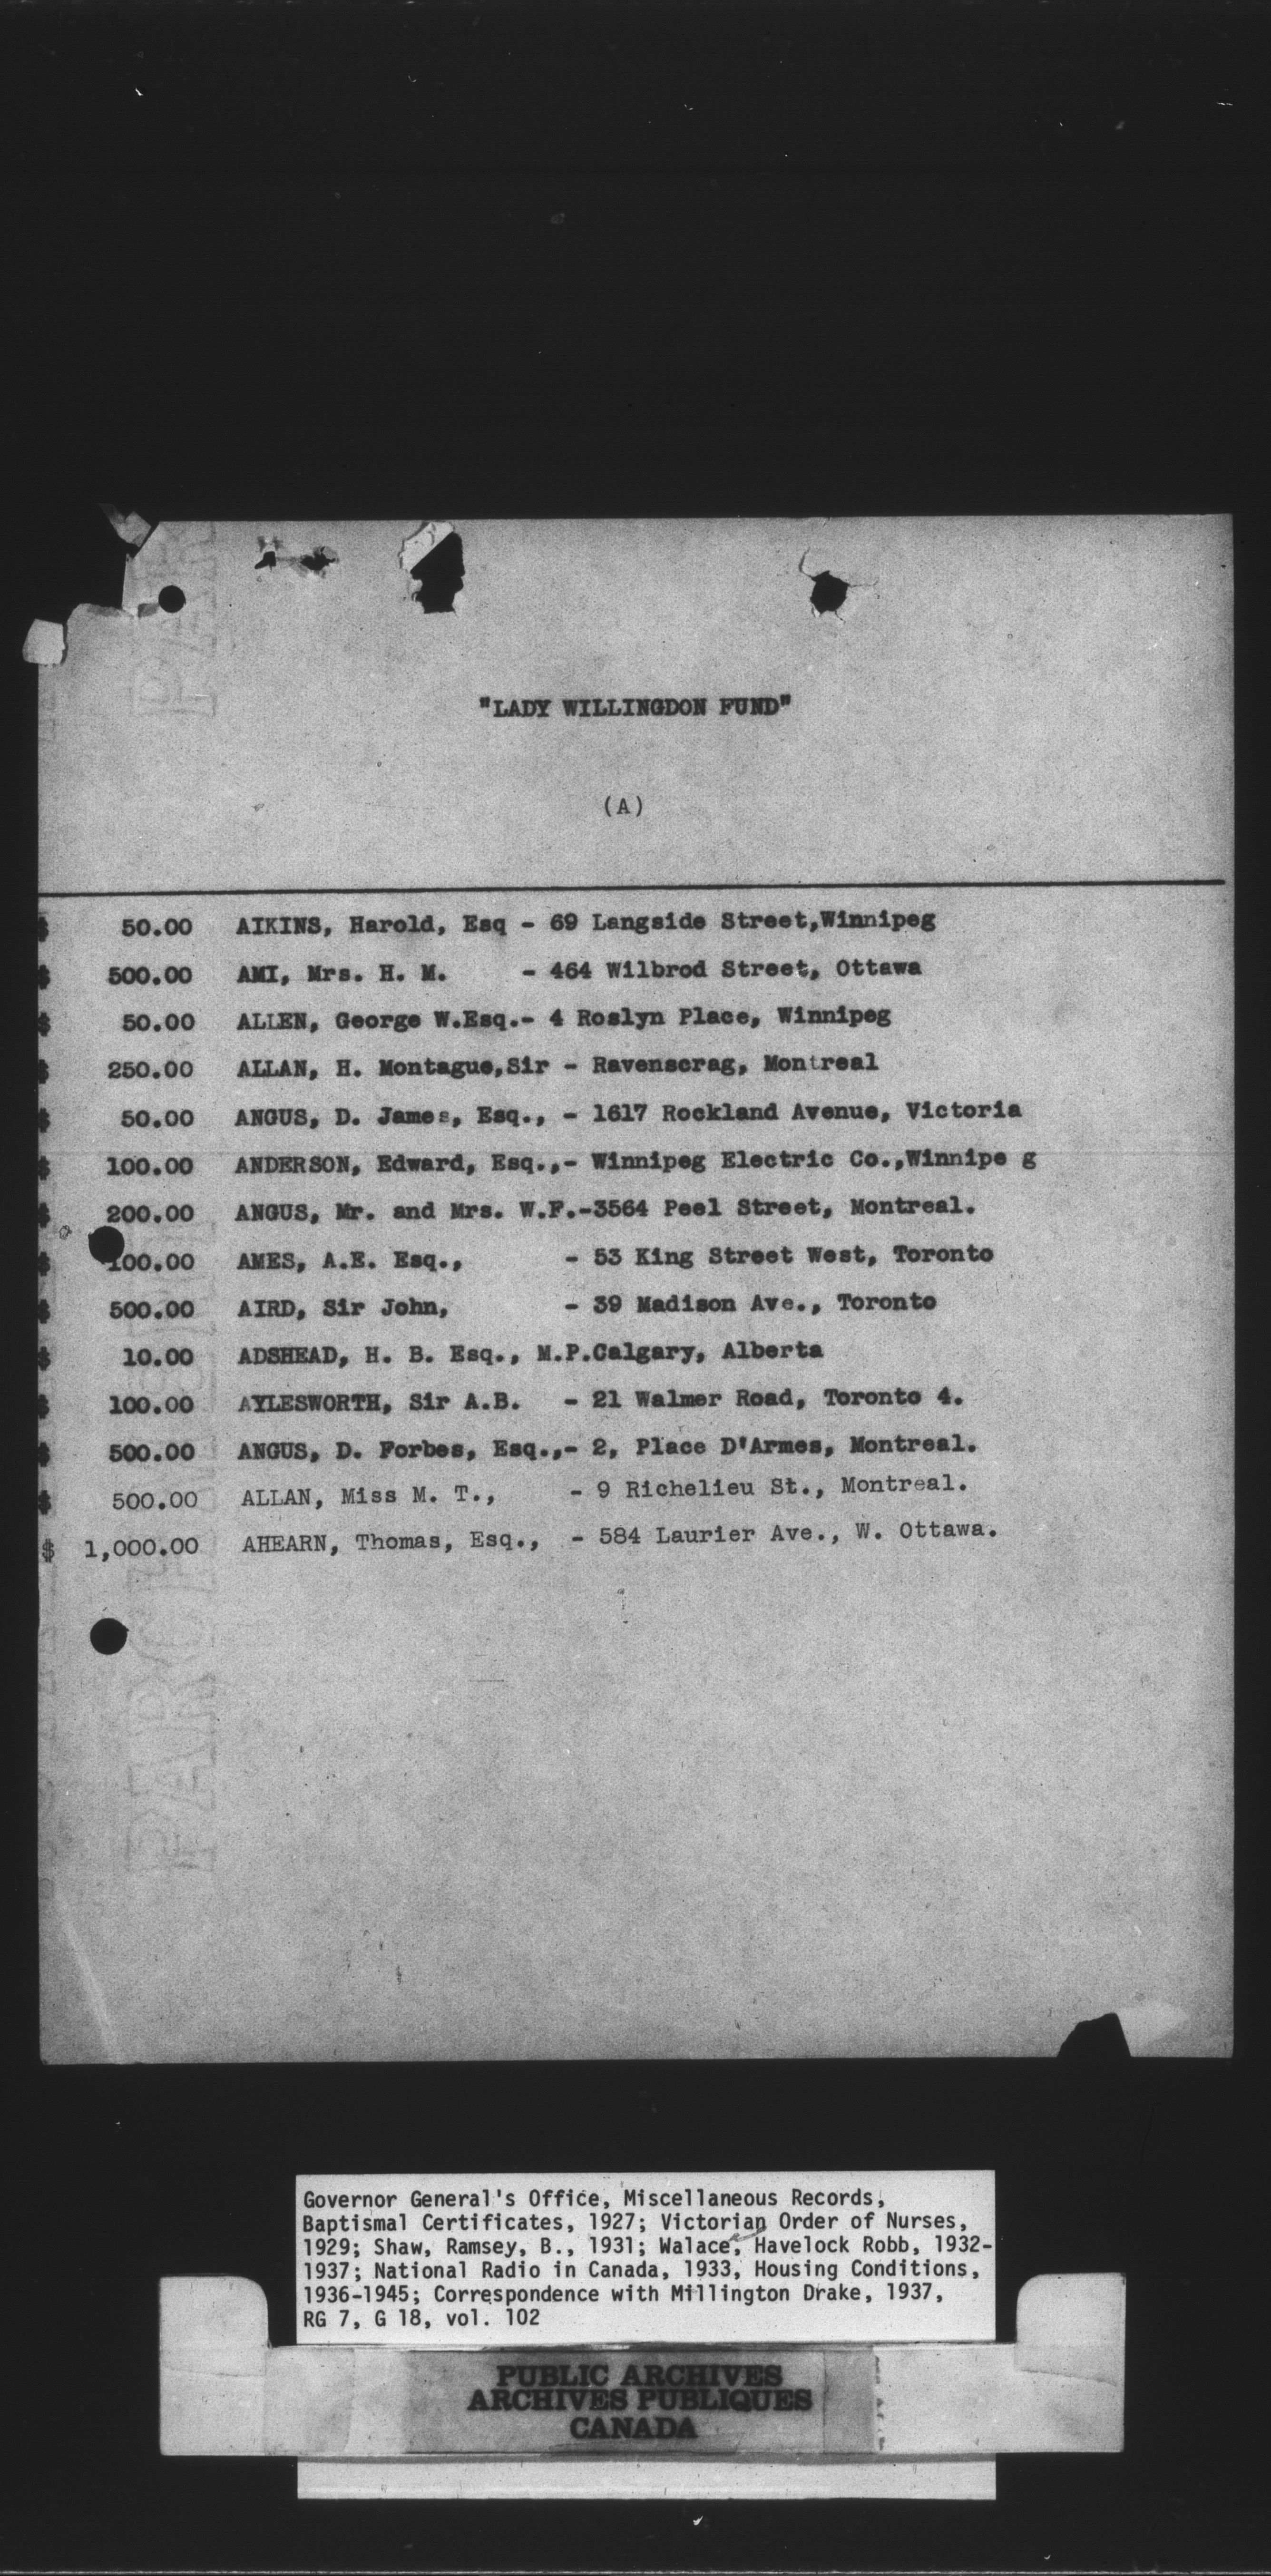 "LADY WILLINGDON FUND"
(A)
$ 50.00 AIKINS, Harold, Esq - 69 Langside Street,Winnipeg
$ 500.00 AMI, Mrs. H. M. - 464 Wilbrod Street, Ottawa
$ 50.00 ALLEN, George W.Esq.- 4 Roslyn Place, Winnipeg
$ 250.00 ALLAN, H. Montague,Sir - Ravenscrag, Montreal
$ 50.00 ANGUS, D. James, Esq., - 1617 Rockland Avenue, Victoria
$ 100.00 ANDERSON, Edward, Esq.,- Winnipeg Electric Co.,Winnipe g
$ 200.00 ANGUS, Mr. and Mrs. W.F.-3564 Peel Street, Montreal.
$ 100.00 AMES, A.E. Esq., - 53 King Street West, Toronto
$ 500.00 AIRD, Sir John, - 39 Madison Ave., Toronto
$ 10.00 ADSHEAD, H. B. Esq., M.P.Calgary, Alberta
$ 100.00 AYLESWORTH, Sir A.B. - 21 Walmer Road, Toronto 4.
$ 500.00 ANGUS, D. Forbes, Esq.,- 2, Place D'Armes, Montreal.
$ 500.00 ALLAN, Miss M. T., - 9 Richelieu St., Montreal.
$ 1,000.00 AHEARN, Thomas, Esq., - 584 Laurier Ave., W. Ottawa.
Governor General's Office, Miscellaneous Records,
Baptismal Certificates, 1927; Victorian Order of Nurses,
1929; Shaw, Ramsey, B., 1931; Walace, Havelock Robb, 1932-
1937; National Radio in Canada, 1933, Housing Conditions,
1936-1945; Correspondence with Millington Drake, 1937,
RG 7, G 18, vol. 102
PUBLIC ARCHIVES
ARCHIVES PUBLIQUES
CANADA